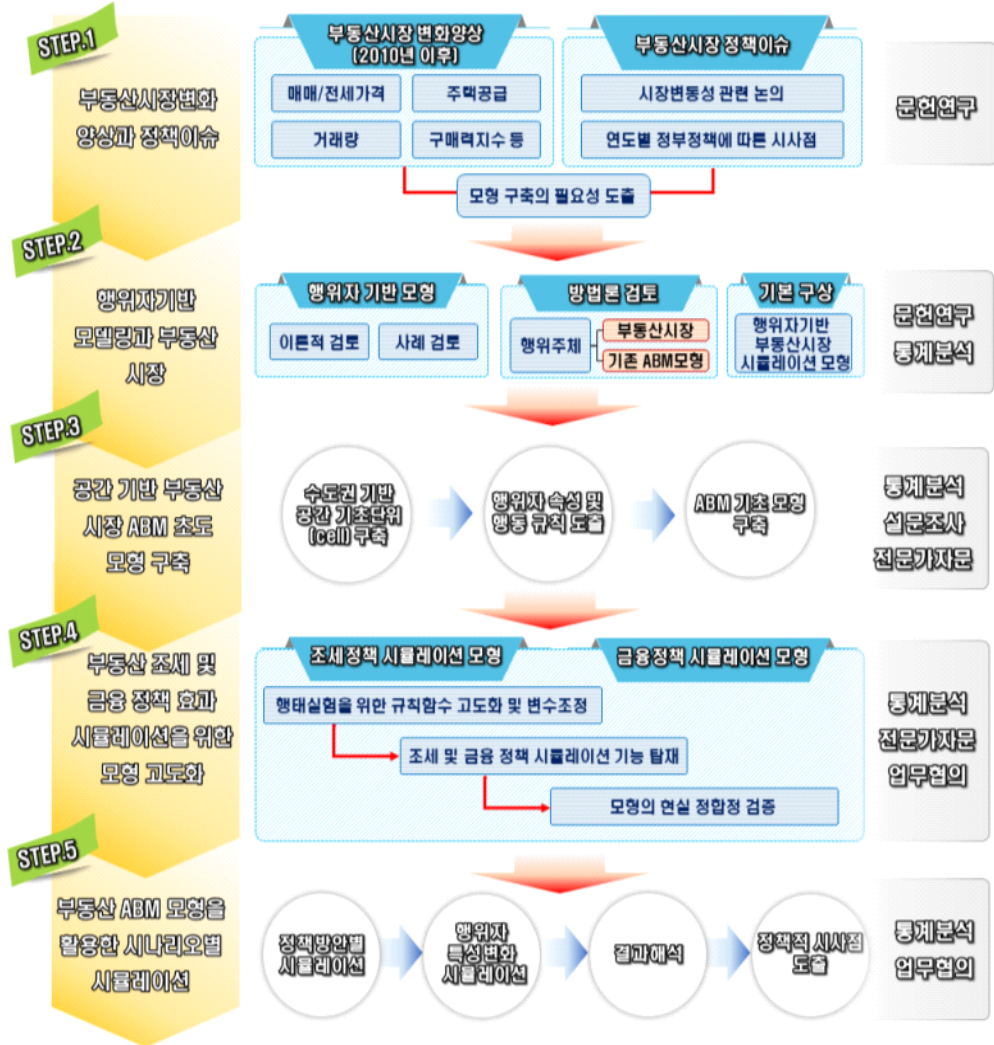 STEP.1
부동산시장변화
양상과 정책이슈
부동산시장 변화양상
(2010년 이후)
매매/전세가격
주택공급
거래량
구매력지수 등
부동산시장 정책이슈
시장변동성 관련 논의
연도별 정부정책에 따른 시사점
모형 구축의 필요성 도출
문헌연구
STEP.2
행위자기반
모델링과 부동산
시장
행위자 기반 모형
이론적 검토
사례 검토
방법론 검토
행위주체
부동산시장
기존 ABM모형
기본 구상
행위자기반
부동산시장
시뮬레이션 모형
문헌연구
통계분석
STEP.3
공간 기반 부동산
시장 ABM 초도
모형 구축
수도권 기반
공간 기초단위
(cell) 구축
행위자 속성 및
행동 규칙 도출
ABM 기초 모형
구축
통계분석
설문조사
전문가자문
STEP.4
부동산 조세 및
금융 정책 효과
시뮬레이션을 위한
모형 고도화
조세정책 시뮬레이션 모형
금융정책 시뮬레이션 모형
행태실험을 위한 규칙함수 고도화 및 변수조정
조세 및 금융 정책 시뮬레이션 기능 탑재
모형의 현실 정합정 검증
통계분석
전문가자문
업무협의
STEP.5
부동산 ABM 모형을
활용한 시나리오별
시뮬레이션
정책방안별
시뮬레이션
행위자
특성변화
시뮬레이션
결과해석
정책적 시사점
도출
통계분석
업무협의